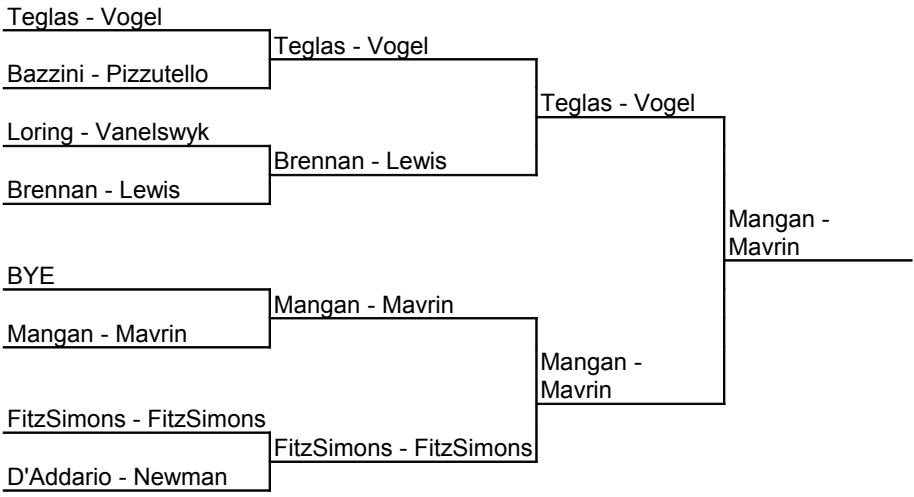 Teglas - Vogel
Teglas - Vogel
Bazzini - Pizzutello
Teglas - Vogel
Loring - Vanelswyk
Brennan - Lewis
Brennan - Lewis
Mangan -
Mavrin
BYE
Mangan - Mavrin
Mangan - Mavrin
Mangan -
Mavrin
FitzSimons - FitzSimons
FitzSimons - FitzSimons
D'Addario - Newman